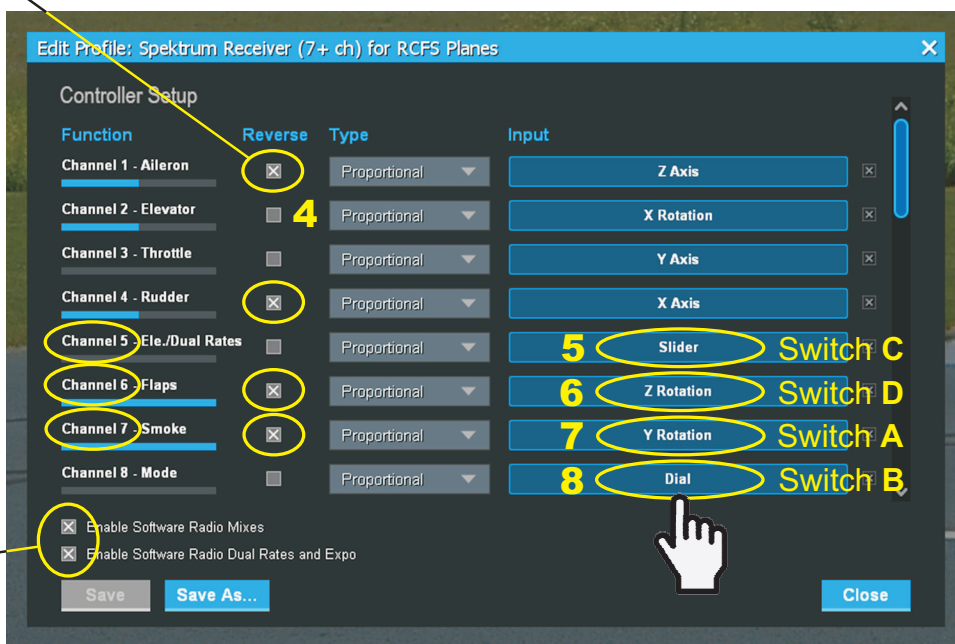 Edit Profile: Spektrum Receiver (7+ ch) for RCFS Planes
Controller Setup
Function Reverse Type Input
Channel 1 - Aileron Proportional Z Axis
Channel 2 - Elevator 4 Proportional X Rotation
Channel 3 - Throttle Proportional Y Axis
Channel 4 - Rudder Proportional X Axis
Channel 5 - Ele./Dual Rates Proportional 5 Slider Switch C
Channel 6 - Flaps Proportional 6 Z Rotation Switch D
Channel 7 - Smoke Proportional 7 Y Rotation Switch A
Channel 8 - Mode Proportional 8 Dial Switch B
Enable Software Radio Mixes
Enable Software Radio Dual Rates and Expo
Save Save As... Close